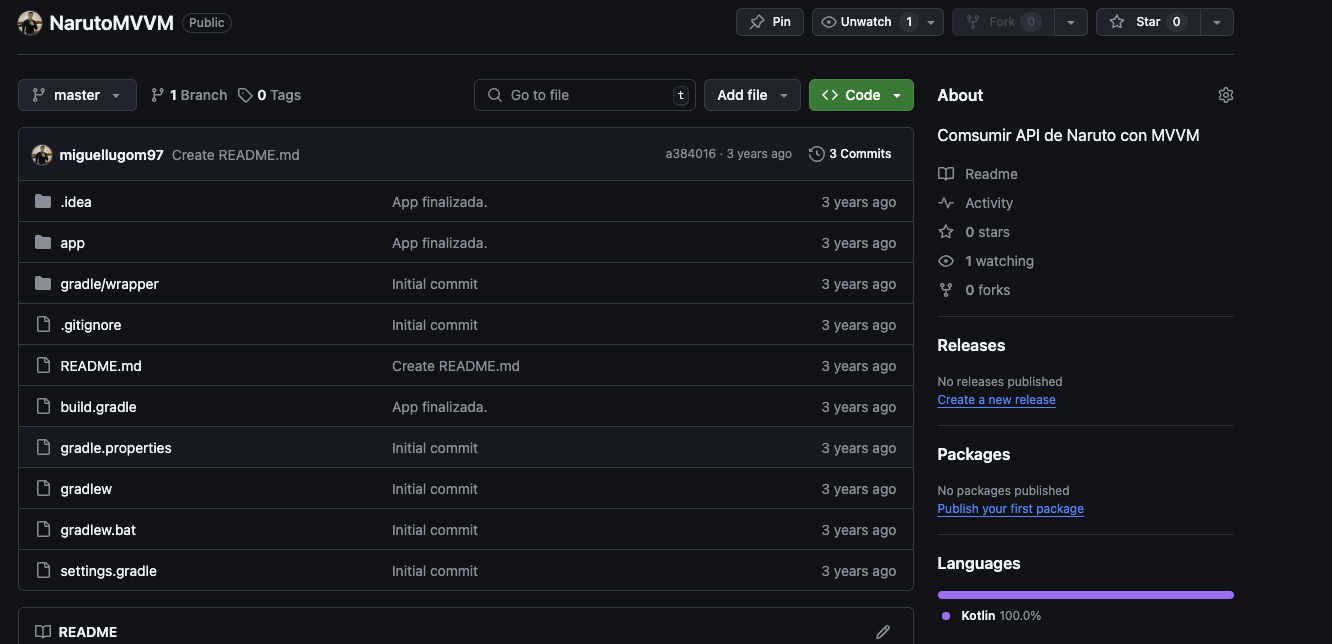 NarutoMVVM Public Pin Unwatch 1 Fork 0 Star 0
master 1 Branch 0 Tags Go to file t Add file Code
miguellugom97 Create README.md a384016 · 3 years ago 3 Commits
.idea App finalizada. 3 years ago
app App finalizada. 3 years ago
gradle/wrapper Initial commit 3 years ago
.gitignore Initial commit 3 years ago
README.md Create README.md 3 years ago
build.gradle App finalizada. 3 years ago
gradle.properties Initial commit 3 years ago
gradlew Initial commit 3 years ago
gradlew.bat Initial commit 3 years ago
settings.gradle Initial commit 3 years ago
README
About
Comsumir API de Naruto con MVVM
Readme
Activity
0 stars
1 watching
0 forks
Releases
No releases published
Create a new release
Packages
No packages published
Publish your first package
Languages
Kotlin 100.0%